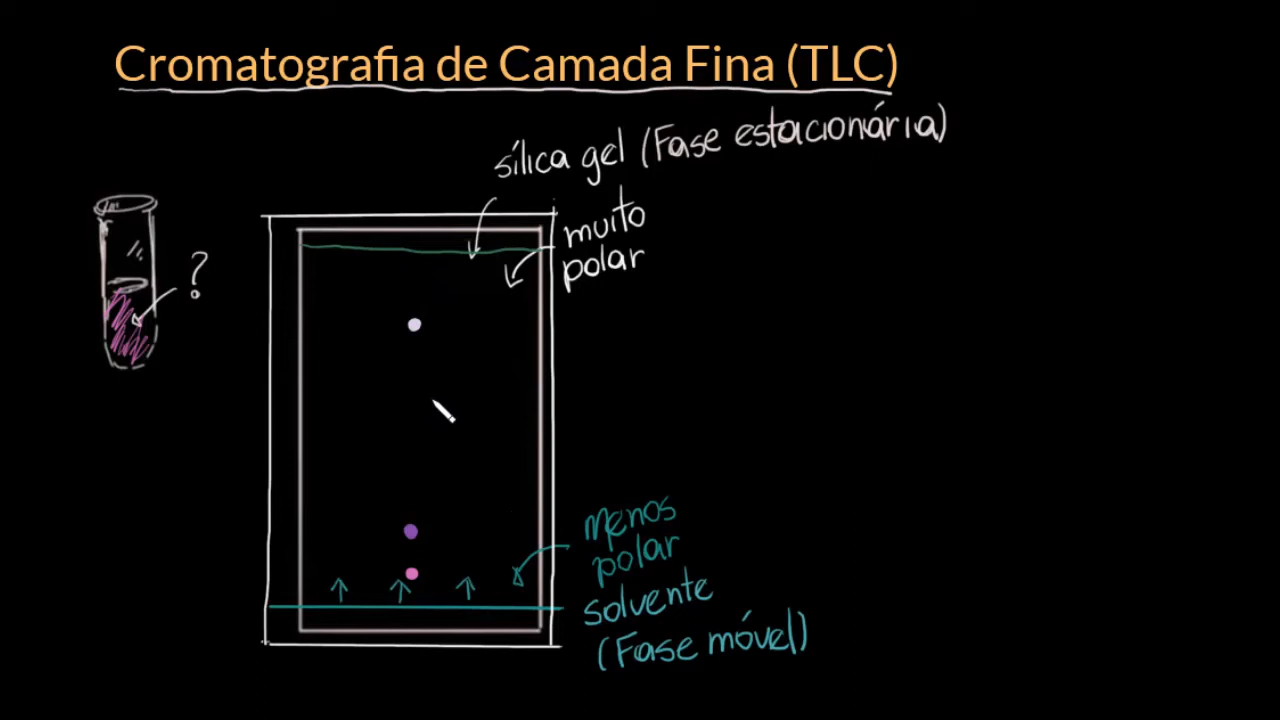 Cromatografia de Camada Fina (TLC)
sílica gel (Fase estacionária)
muito
polar
?
menos
polar
solvente
(Fase móvel)